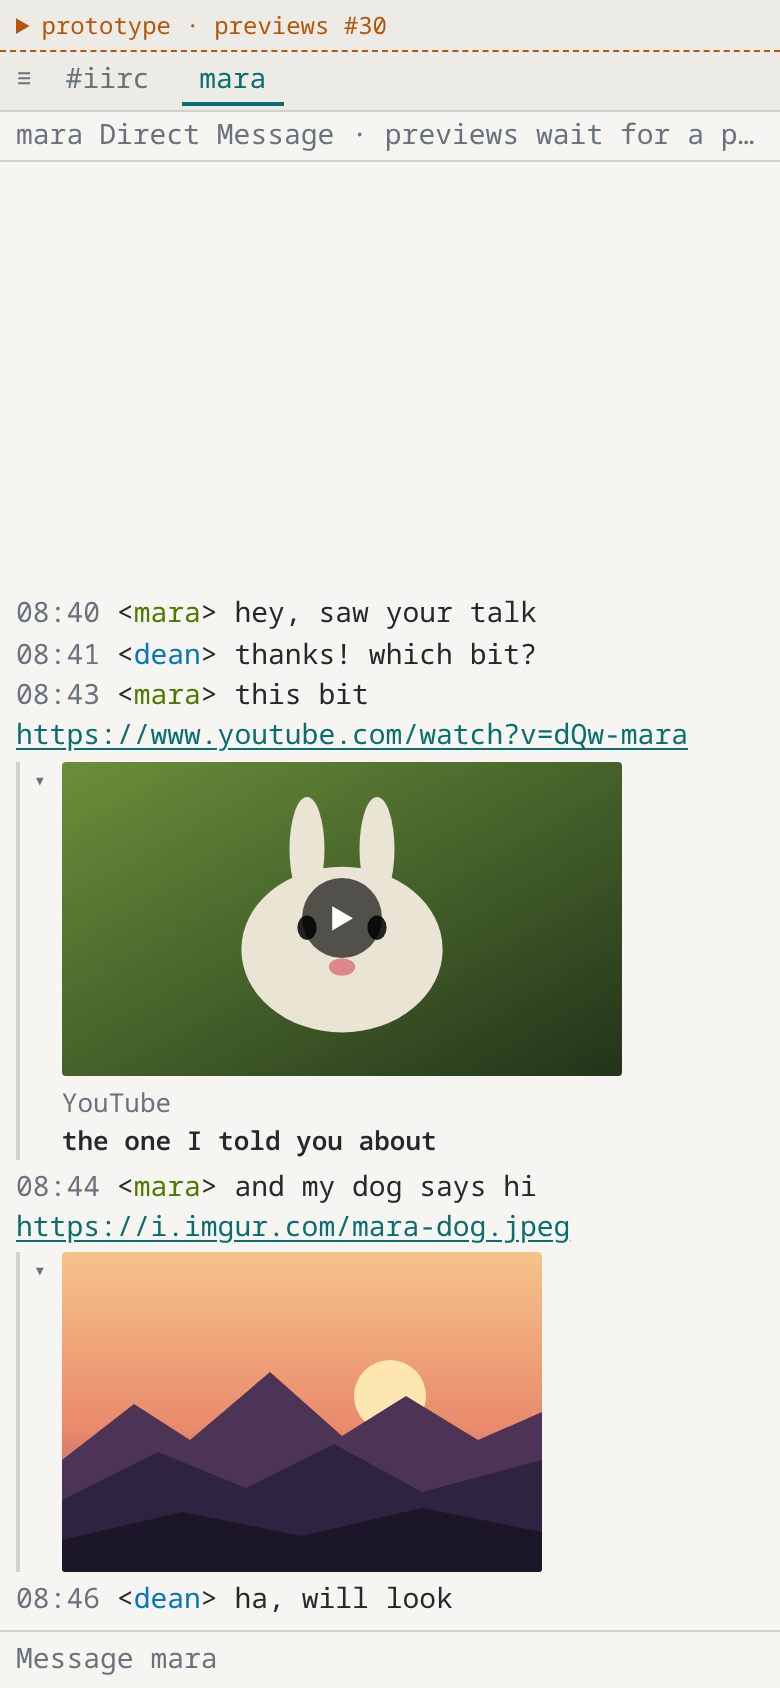 ▶ prototype · previews #30
≡ #iirc mara
mara Direct Message · previews wait for a p…
08:40 <mara> hey, saw your talk
08:41 <dean> thanks! which bit?
08:43 <mara> this bit
https://www.youtube.com/watch?v=dQw-mara
YouTube
the one I told you about
08:44 <mara> and my dog says hi
https://i.imgur.com/mara-dog.jpeg
08:46 <dean> ha, will look
Message mara